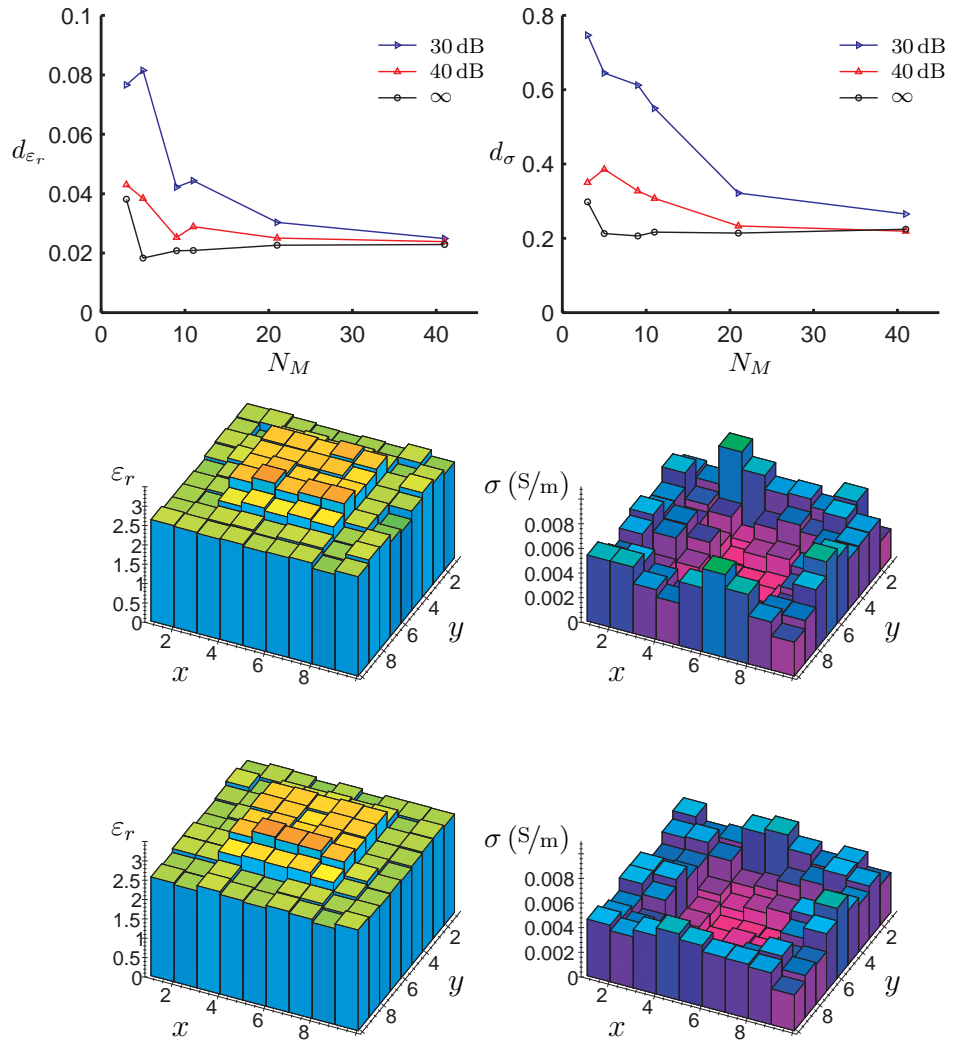 0.1
0.08
0.06
0.04
0.02
0
d_{ε_r}
0 10 20 30 40
N_M
30 dB
40 dB
∞
0.8
0.6
0.4
0.2
0
d_σ
0 10 20 30 40
N_M
30 dB
40 dB
∞
ε_r
3
2.5
2
1.5
1
0.5
0
2 4 6 8
x
2 4 6 8
y
σ (S/m)
0.008
0.006
0.004
0.002
0
2 4 6 8
x
2 4 6 8
y
ε_r
3
2.5
2
1.5
1
0.5
0
2 4 6 8
x
2 4 6 8
y
σ (S/m)
0.008
0.006
0.004
0.002
0
2 4 6 8
x
2 4 6 8
y